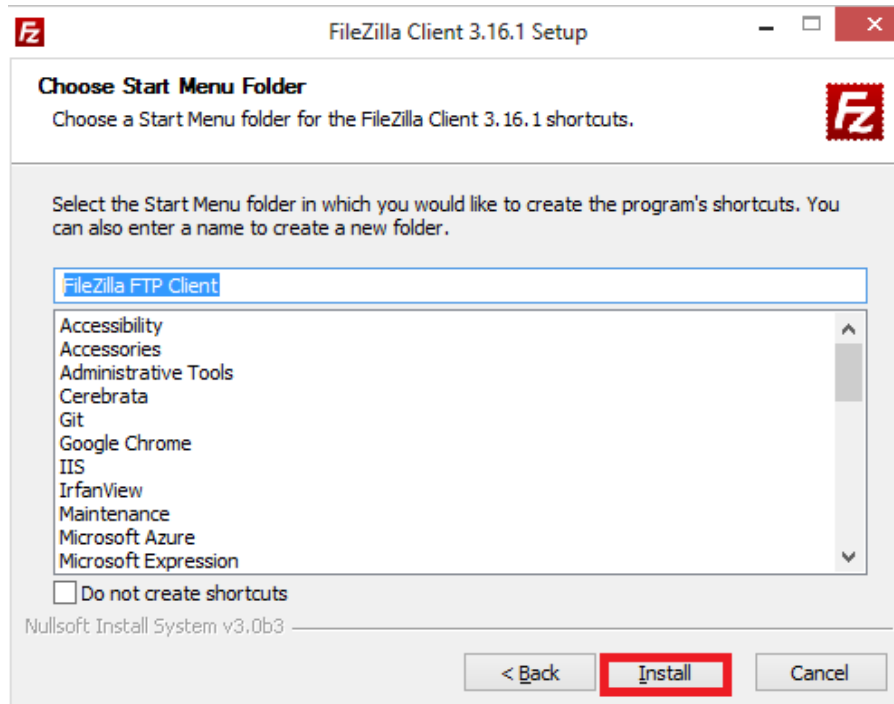 Fz
FileZilla Client 3.16.1 Setup
Choose Start Menu Folder
Choose a Start Menu folder for the FileZilla Client 3.16.1 shortcuts.
Fz
Select the Start Menu folder in which you would like to create the program's shortcuts. You
can also enter a name to create a new folder.
FileZilla FTP Client
Accessibility
Accessories
Administrative Tools
Cerebrata
Git
Google Chrome
IIS
IrfanView
Maintenance
Microsoft Azure
Microsoft Expression
Do not create shortcuts
Nullsoft Install System v3.0b3
< Back
Install
Cancel